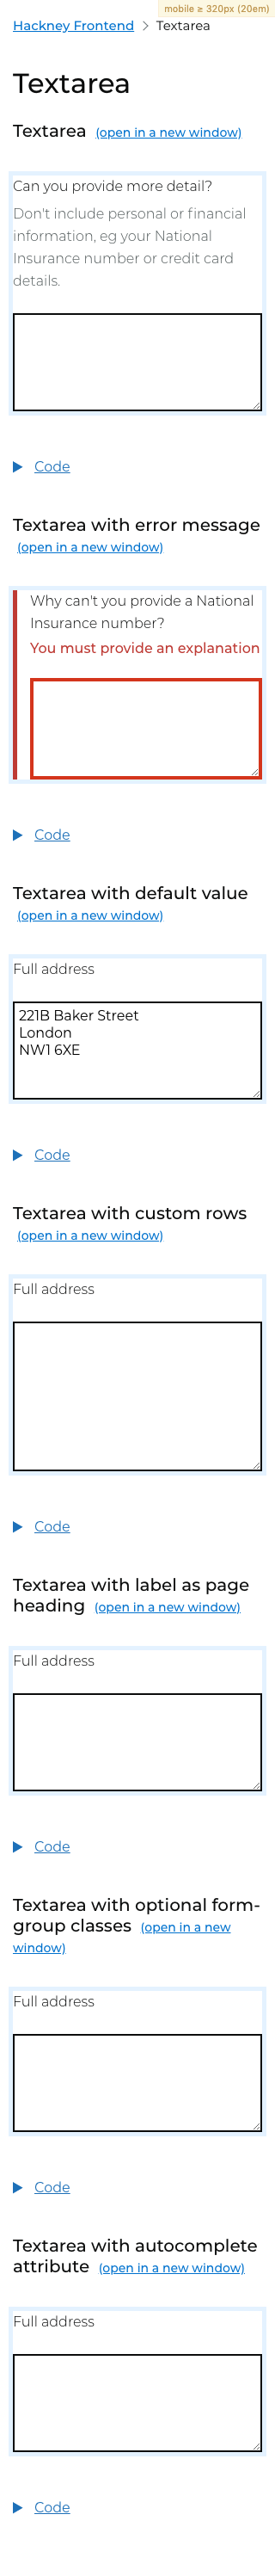 mobile ≥ 320px (20em)
Hackney Frontend > Textarea
Textarea
Textarea (open in a new window)
Can you provide more detail?
Don't include personal or financial
information, eg your National
Insurance number or credit card
details.
Code
Textarea with error message
(open in a new window)
Why can't you provide a National
Insurance number?
You must provide an explanation
Code
Textarea with default value
(open in a new window)
Full address
221B Baker Street
London
NW1 6XE
Code
Textarea with custom rows
(open in a new window)
Full address
Code
Textarea with label as page
heading (open in a new window)
Full address
Code
Textarea with optional form-
group classes (open in a new
window)
Full address
Code
Textarea with autocomplete
attribute (open in a new window)
Full address
Code